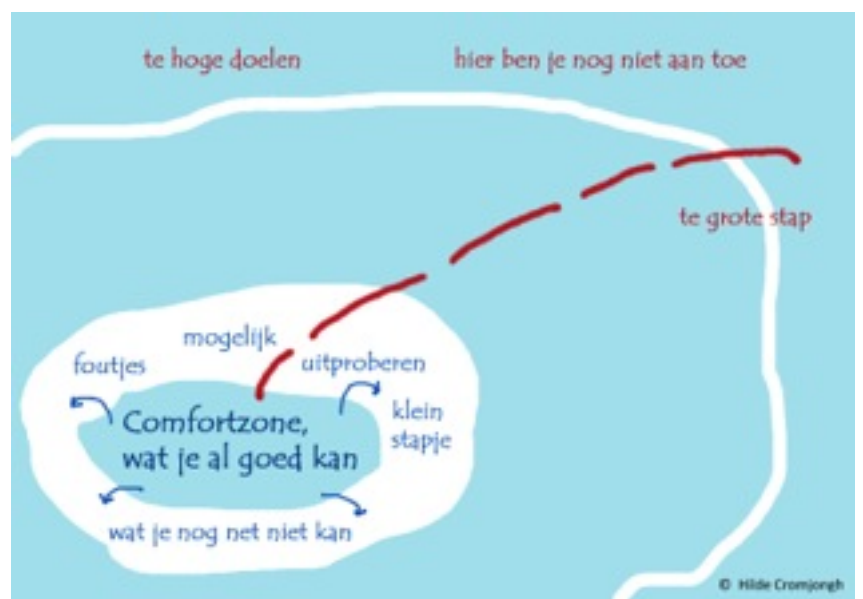 te hoge doelen
hier ben je nog niet aan toe
te grote stap
mogelijk
foutjes
uitproberen
klein
stapje
Comfortzone,
wat je al goed kan
wat je nog net niet kan
© Hilde Cromjongh